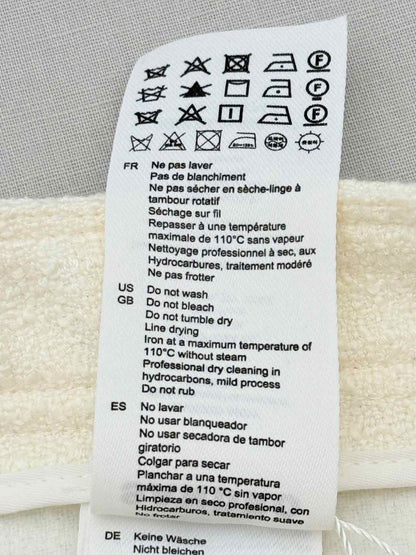 FR Ne pas laver
Pas de blanchiment
Ne pas sécher en sèche-linge à
tambour rotatif
Séchage sur fil
Repasser à une température
maximale de 110°C sans vapeur
Nettoyage professionnel à sec, aux
Hydrocarbures, traitement modéré
Ne pas frotter
US Do not wash
GB Do not bleach
Do not tumble dry
Line drying
Iron at a maximum temperature of
110°C without steam
Professional dry cleaning in
hydrocarbons, mild process
Do not rub
ES No lavar
No usar blanqueador
No usar secadora de tambor
giratorio
Colgar para secar
Planchar a una temperatura
máxima de 110 °C sin vapor
Limpieza en seco profesional, con
Hidrocarburos, tratamiento suave
No frotar
DE Keine Wäsche
Nicht bleichen